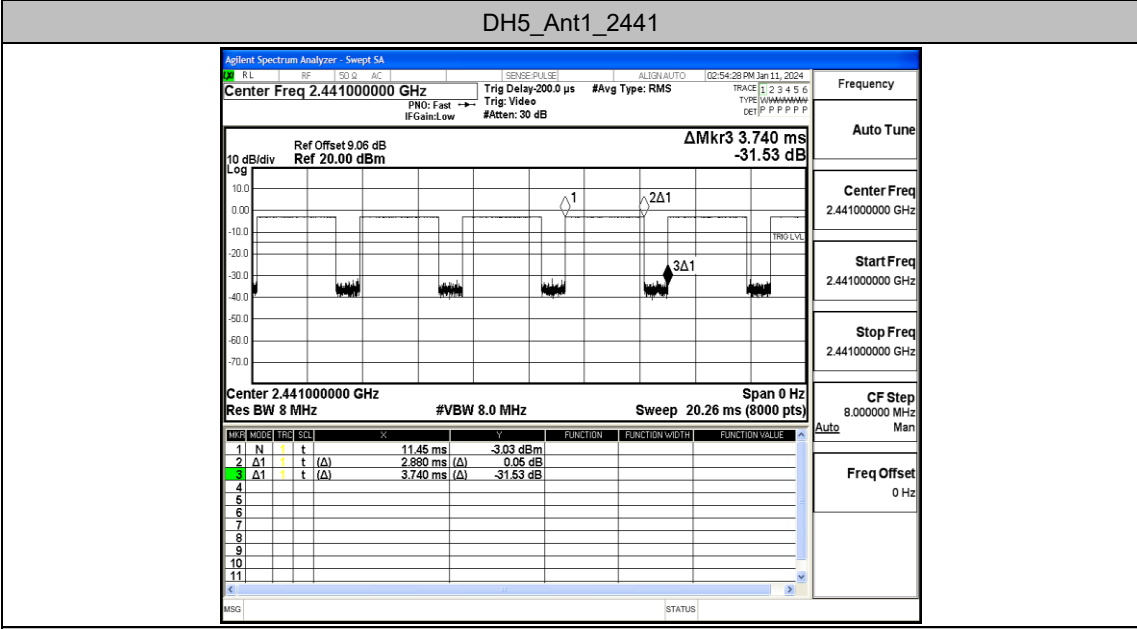 DH5_Ant1_2441
Agilent Spectrum Analyzer - Swept SA
LXI RL RF 50 Ω AC SENSE:PULSE ALIGN AUTO 02:54:28 PM Jan 11, 2024
Center Freq 2.441000000 GHz
PNO: Fast
IFGain:Low
Trig Delay-200.0 µs
Trig: Video
#Atten: 30 dB
#Avg Type: RMS
TRACE 1 2 3 4 5 6
TYPE WWWWWW
DET P P P P P P
ΔMkr3 3.740 ms
-31.53 dB
Ref Offset 9.06 dB
10 dB/div Ref 20.00 dBm
Log
10.0
0.00
-10.0
-20.0
-30.0
-40.0
-50.0
-60.0
-70.0
1
2Δ1
3Δ1
TRIG LVL
Center 2.441000000 GHz Span 0 Hz
Res BW 8 MHz #VBW 8.0 MHz Sweep 20.26 ms (8000 pts)
MKR MODE TRC SCL X Y FUNCTION FUNCTION WIDTH FUNCTION VALUE
1 N 1 t 11.45 ms -3.03 dBm
2 Δ1 1 t (Δ) 2.880 ms (Δ) 0.05 dB
3 Δ1 1 t (Δ) 3.740 ms (Δ) -31.53 dB
4
5
6
7
8
9
10
11
MSG STATUS
Frequency
Auto Tune
Center Freq
2.441000000 GHz
Start Freq
2.441000000 GHz
Stop Freq
2.441000000 GHz
CF Step
8.000000 MHz
Auto Man
Freq Offset
0 Hz